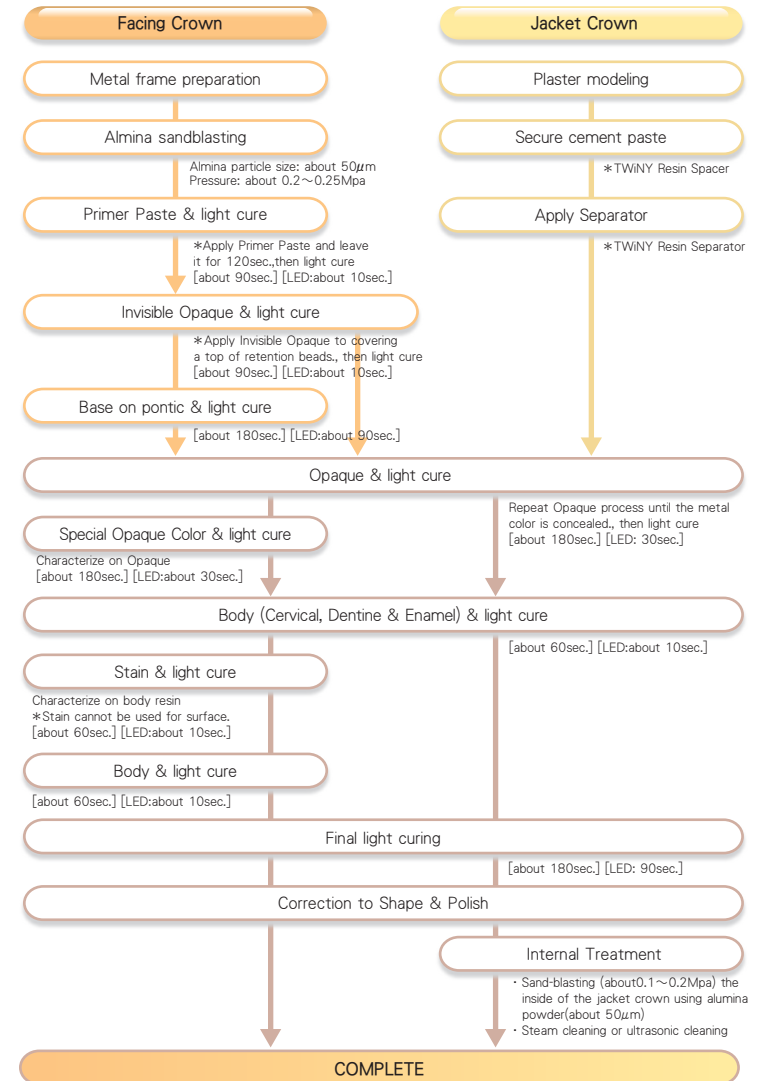 Facing Crown
Jacket Crown
Metal frame preparation
Plaster modeling
Almina sandblasting
Secure cement paste
Almina particle size: about 50μm
Pressure: about 0.2～0.25Mpa
＊TWiNY Resin Spacer
Primer Paste & light cure
Apply Separator
＊Apply Primer Paste and leave
it for 120sec.,then light cure
[about 90sec.] [LED:about 10sec.]
＊TWiNY Resin Separator
Invisible Opaque & light cure
＊Apply Invisible Opaque to covering
a top of retention beads., then light cure
[about 90sec.] [LED:about 10sec.]
Base on pontic & light cure
[about 180sec.] [LED:about 90sec.]
Opaque & light cure
Repeat Opaque process until the metal
color is concealed., then light cure
[about 180sec.] [LED: 30sec.]
Special Opaque Color & light cure
Characterize on Opaque
[about 180sec.] [LED:about 30sec.]
Body (Cervical, Dentine & Enamel) & light cure
[about 60sec.] [LED:about 10sec.]
Stain & light cure
Characterize on body resin
＊Stain cannot be used for surface.
[about 60sec.] [LED:about 10sec.]
Body & light cure
[about 60sec.] [LED:about 10sec.]
Final light curing
[about 180sec.] [LED: 90sec.]
Correction to Shape & Polish
Internal Treatment
・Sand-blasting (about0.1～0.2Mpa) the
inside of the jacket crown using alumina
powder(about 50μm)
・Steam cleaning or ultrasonic cleaning
COMPLETE